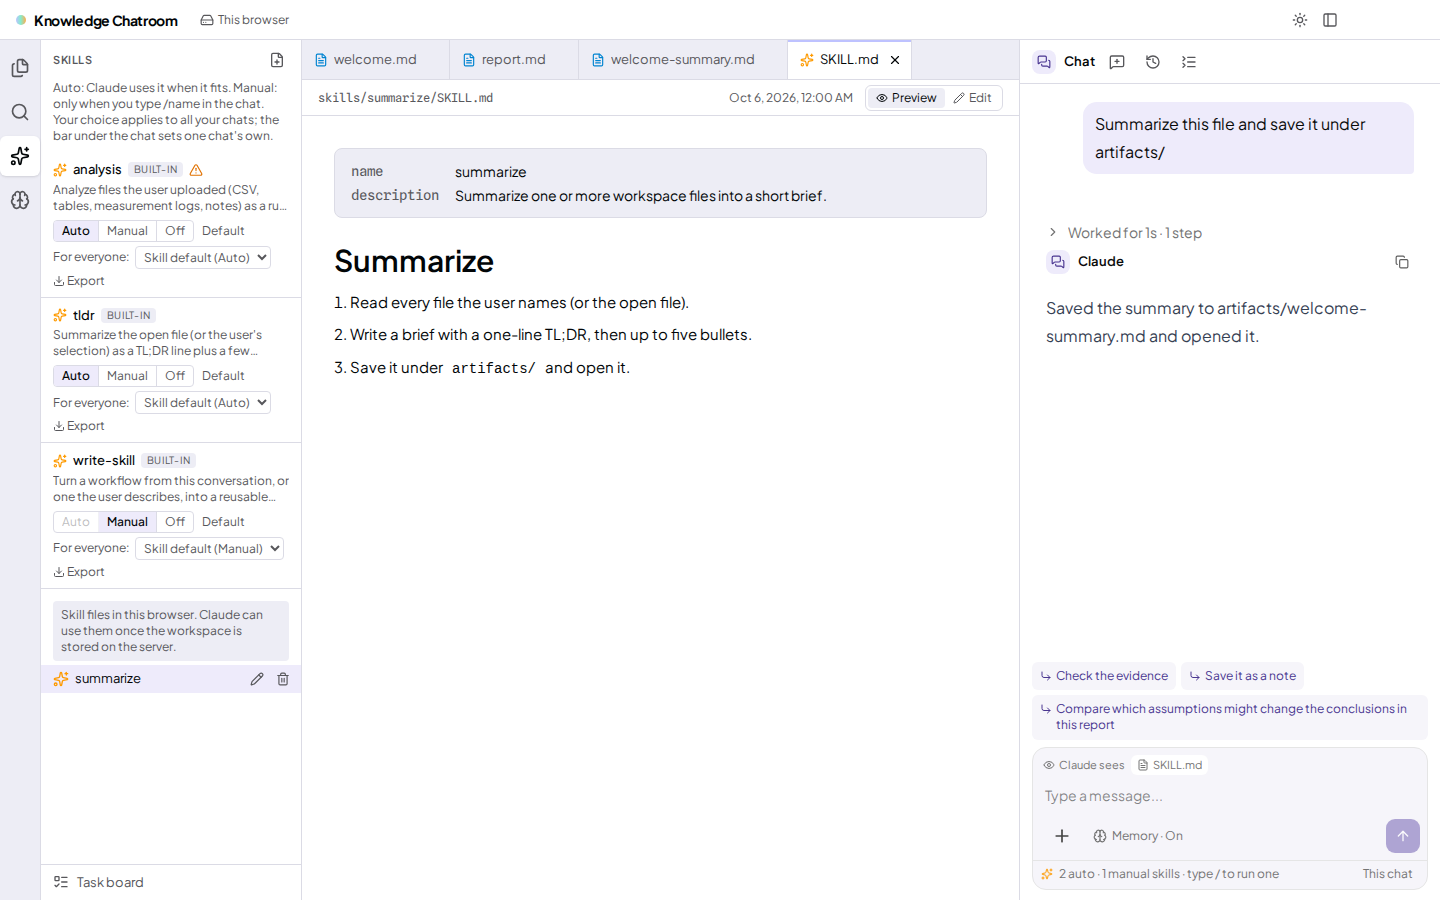 Knowledge Chatroom
This browser
SKILLS
Auto: Claude uses it when it fits. Manual:
only when you type /name in the chat.
Your choice applies to all your chats; the
bar under the chat sets one chat's own.
analysis BUILT-IN
Analyze files the user uploaded (CSV,
tables, measurement logs, notes) as a ru...
Auto Manual Off Default
For everyone: Skill default (Auto)
Export
tldr BUILT-IN
Summarize the open file (or the user's
selection) as a TL;DR line plus a few...
Auto Manual Off Default
For everyone: Skill default (Auto)
Export
write-skill BUILT-IN
Turn a workflow from this conversation, or
one the user describes, into a reusable...
Auto Manual Off Default
For everyone: Skill default (Manual)
Export
Skill files in this browser. Claude can
use them once the workspace is
stored on the server.
summarize
Task board
welcome.md
report.md
welcome-summary.md
SKILL.md
skills/summarize/SKILL.md
Oct 6, 2026, 12:00 AM
Preview
Edit
name summarize
description Summarize one or more workspace files into a short brief.
Summarize
1. Read every file the user names (or the open file).
2. Write a brief with a one-line TL;DR, then up to five bullets.
3. Save it under artifacts/ and open it.
Chat
Summarize this file and save it under
artifacts/
Worked for 1s · 1 step
Claude
Saved the summary to artifacts/welcome-
summary.md and opened it.
Check the evidence
Save it as a note
Compare which assumptions might change the conclusions in
this report
Claude sees SKILL.md
Type a message...
Memory · On
2 auto · 1 manual skills · type / to run one
This chat